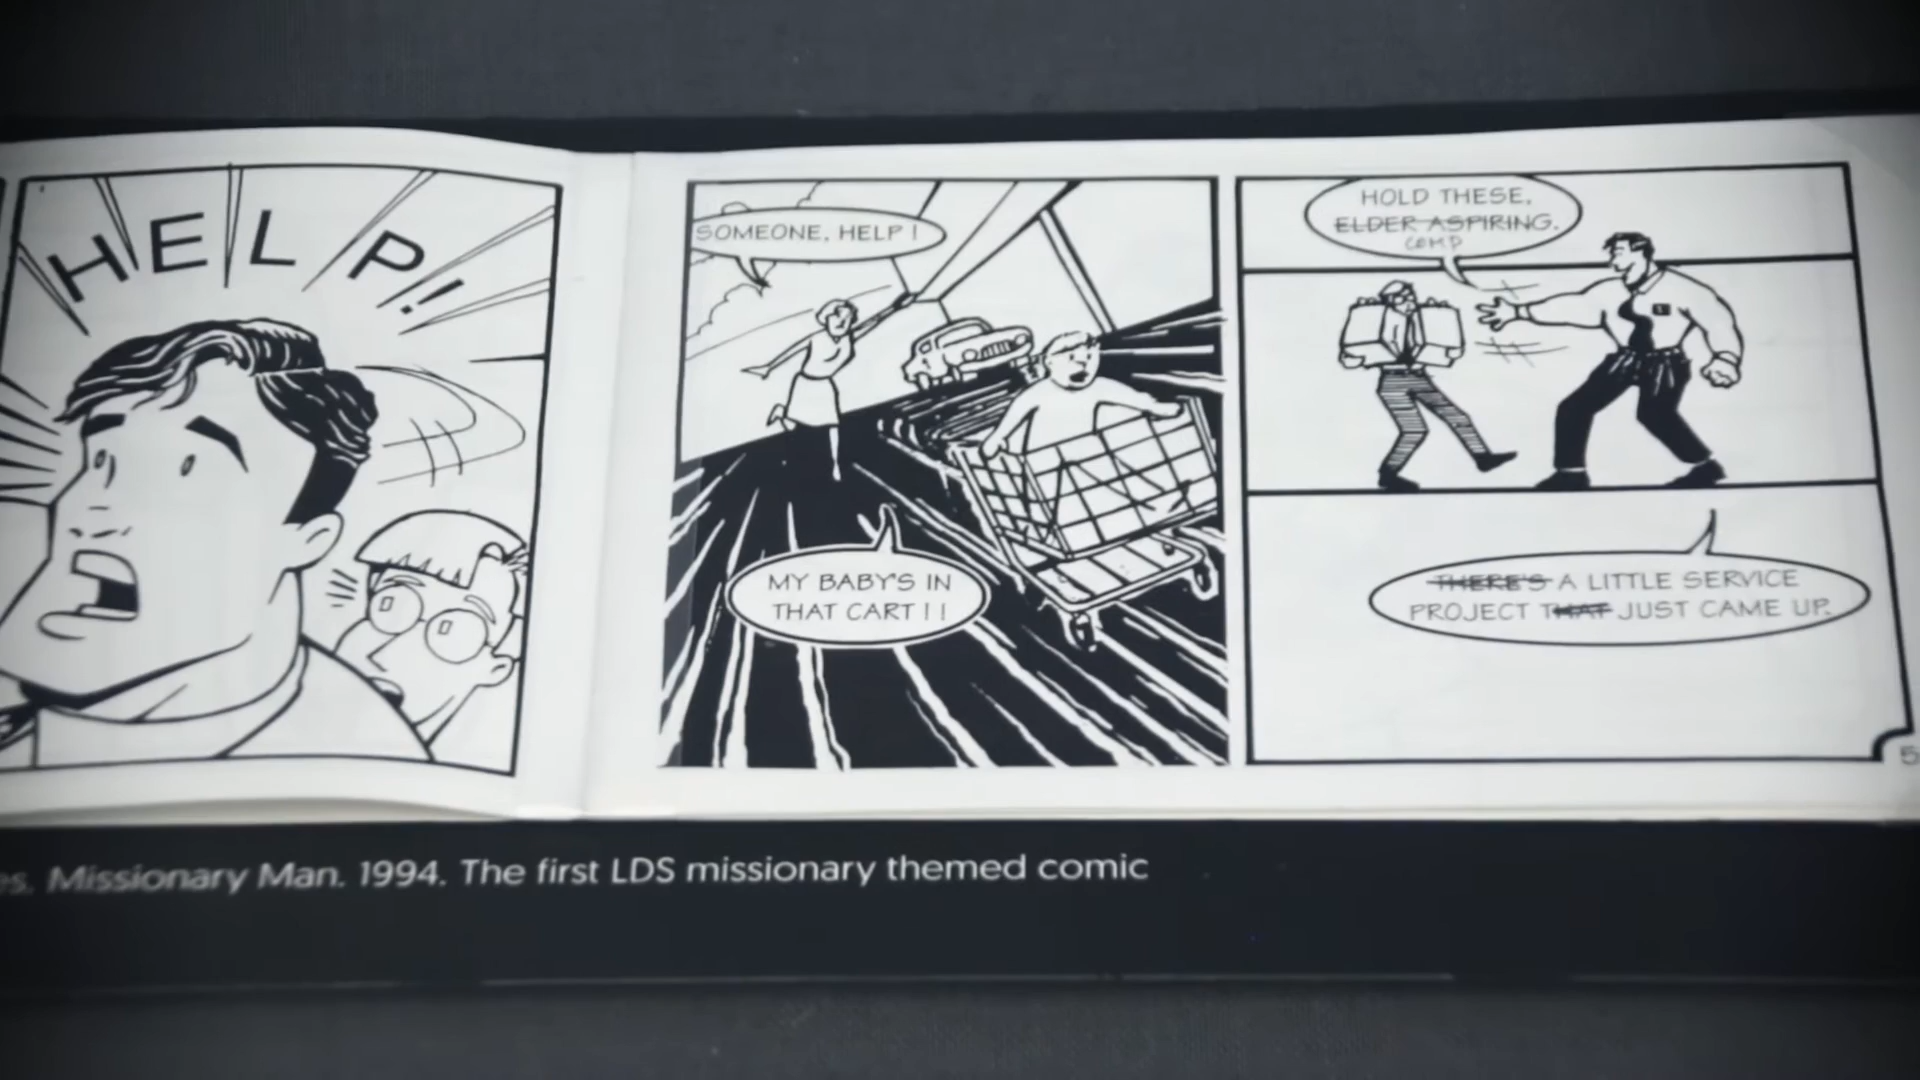 HELP!
SOMEONE, HELP!
MY BABY'S IN
THAT CART!!
HOLD THESE,
ELDER ASPIRING.
COMP
THERE'S A LITTLE SERVICE
PROJECT THAT JUST CAME UP.
5
Missionary Man. 1994. The first LDS missionary themed comic